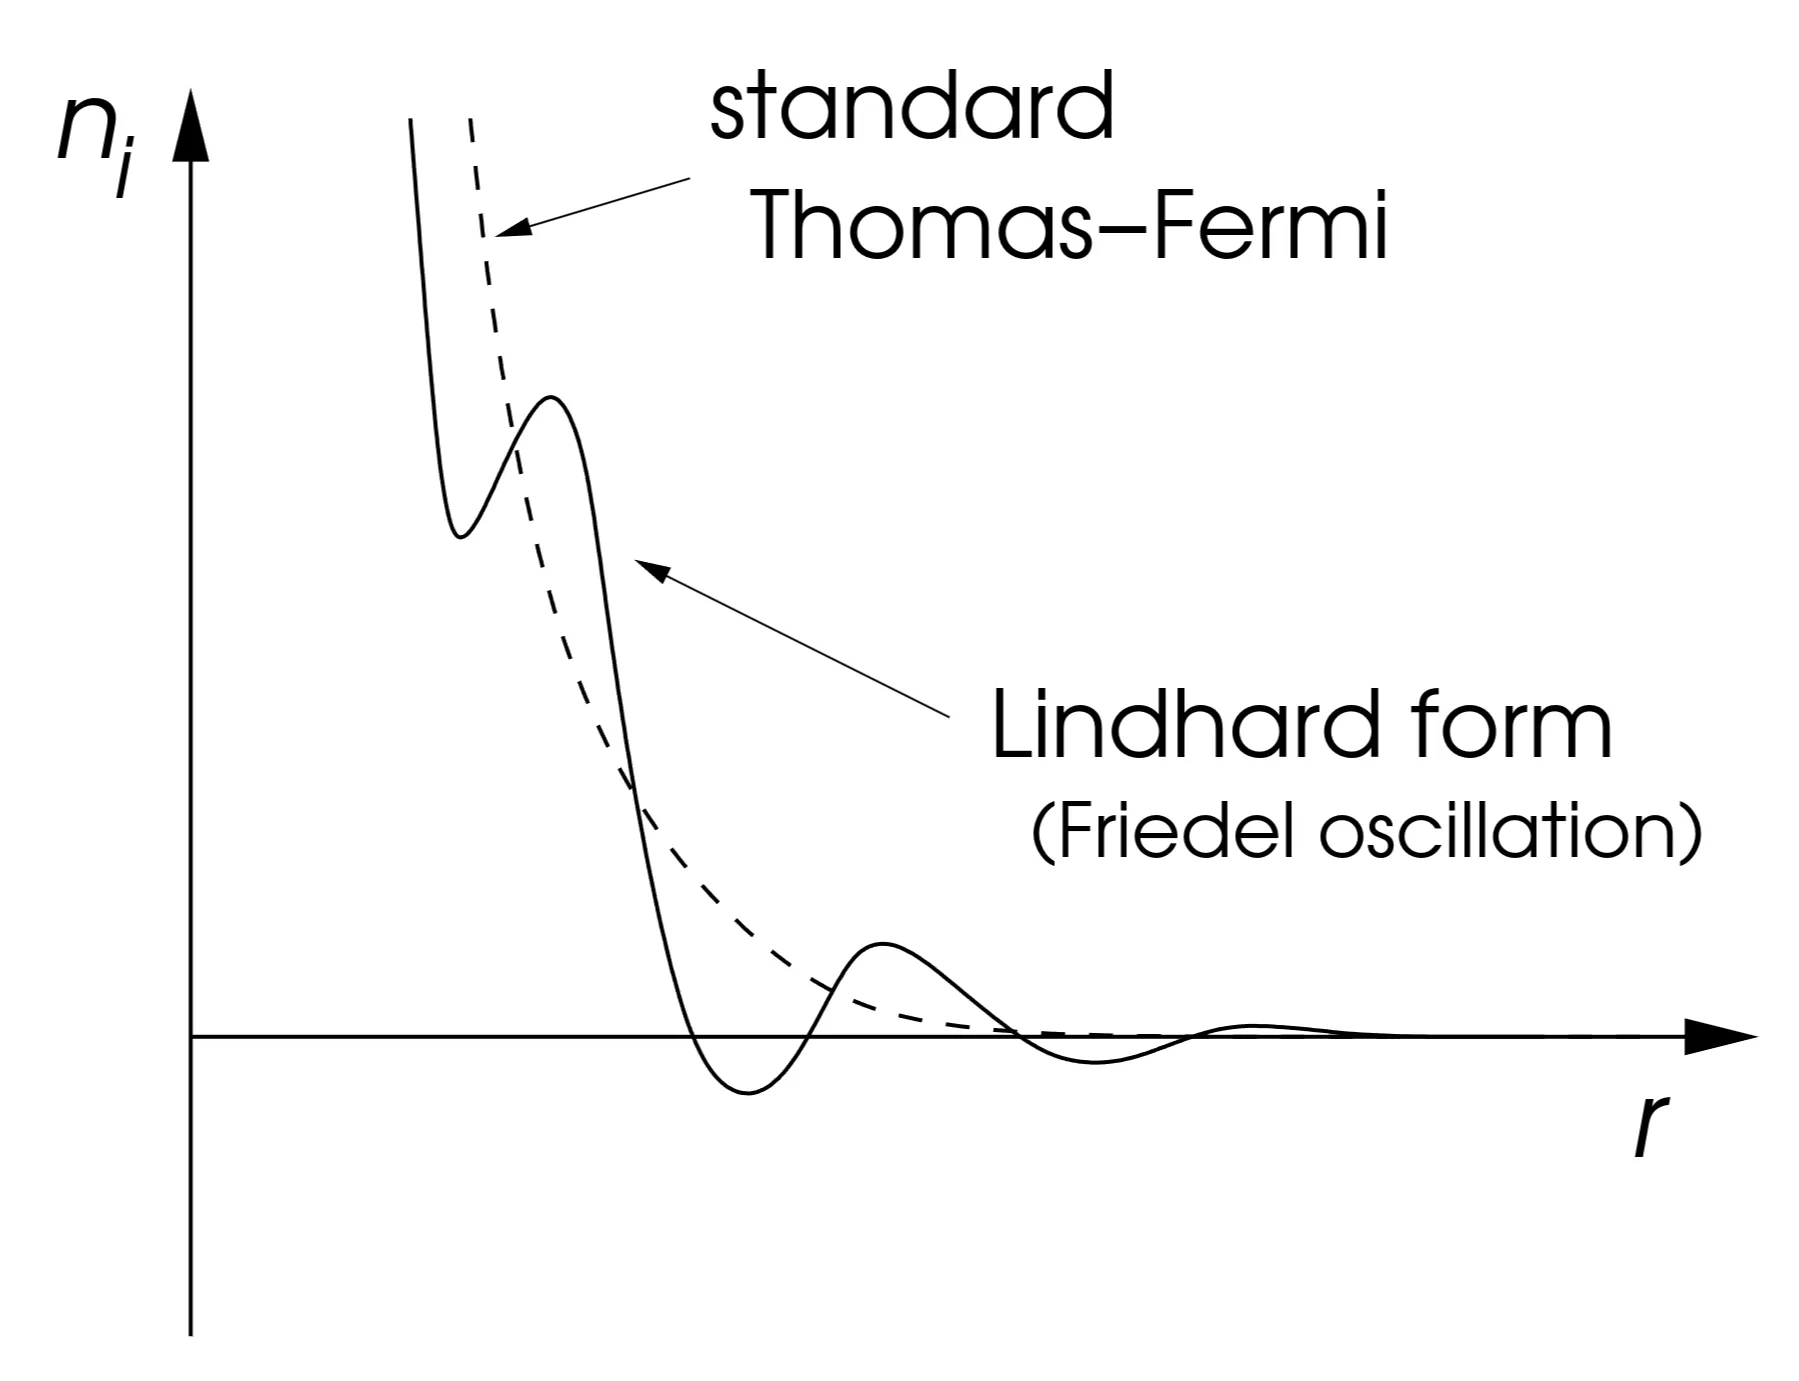 n_i
standard
Thomas–Fermi
Lindhard form
(Friedel oscillation)
r